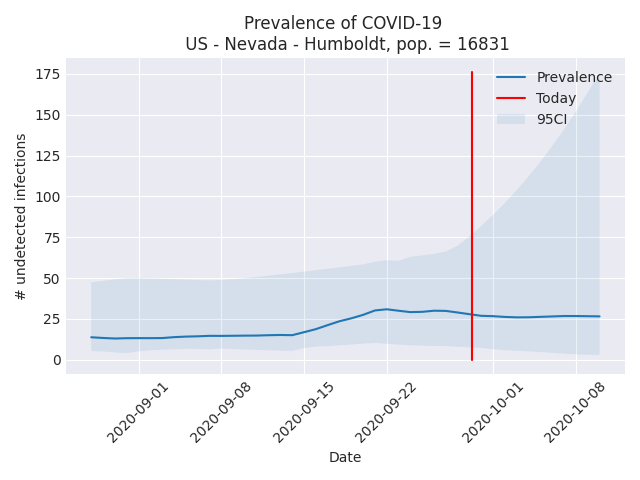 Prevalence of COVID-19
US - Nevada - Humboldt, pop. = 16831
# undetected infections
175
150
125
100
75
50
25
0
Prevalence
Today
95CI
2020-09-01
2020-09-08
2020-09-15
2020-09-22
2020-10-01
2020-10-08
Date